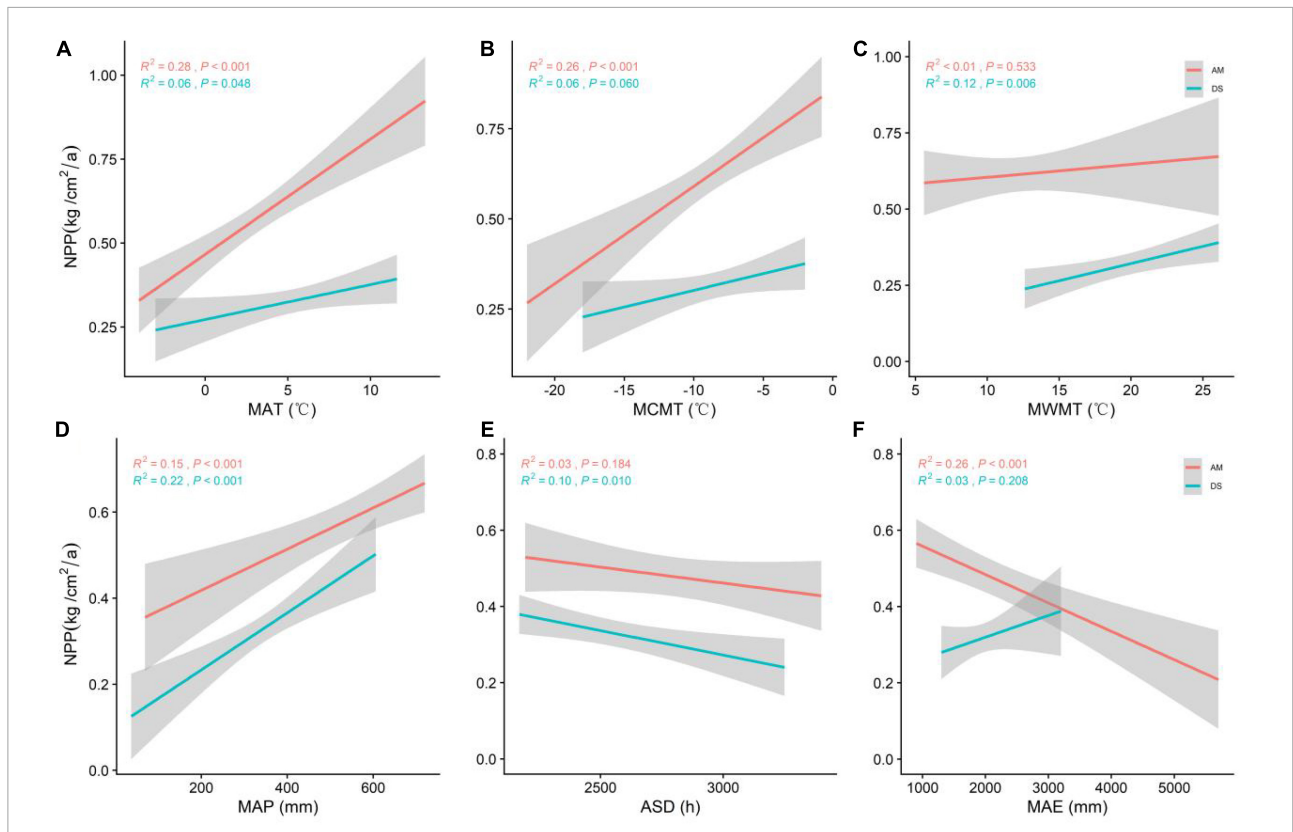 A
R² = 0.28 , P < 0.001
R² = 0.06 , P = 0.048
1.00
0.75
0.50
0.25
NPP(kg /cm²/a)
0
5
10
MAT (℃)
B
R² = 0.26 , P < 0.001
R² = 0.06 , P = 0.060
0.75
0.50
0.25
-20
-15
-10
-5
0
MCMT (℃)
C
R² < 0.01 , P = 0.533
R² = 0.12 , P = 0.006
AM
DS
1.00
0.75
0.50
0.25
0.00
5
10
15
20
25
MWMT (℃)
D
R² = 0.15 , P < 0.001
R² = 0.22 , P < 0.001
0.6
0.4
0.2
0.0
NPP(kg /cm²/a)
200
400
600
MAP (mm)
E
R² = 0.03 , P = 0.184
R² = 0.10 , P = 0.010
0.8
0.6
0.4
0.2
0.0
2500
3000
ASD (h)
F
R² = 0.26 , P < 0.001
R² = 0.03 , P = 0.208
AM
DS
0.8
0.6
0.4
0.2
0.0
1000
2000
3000
4000
5000
MAE (mm)